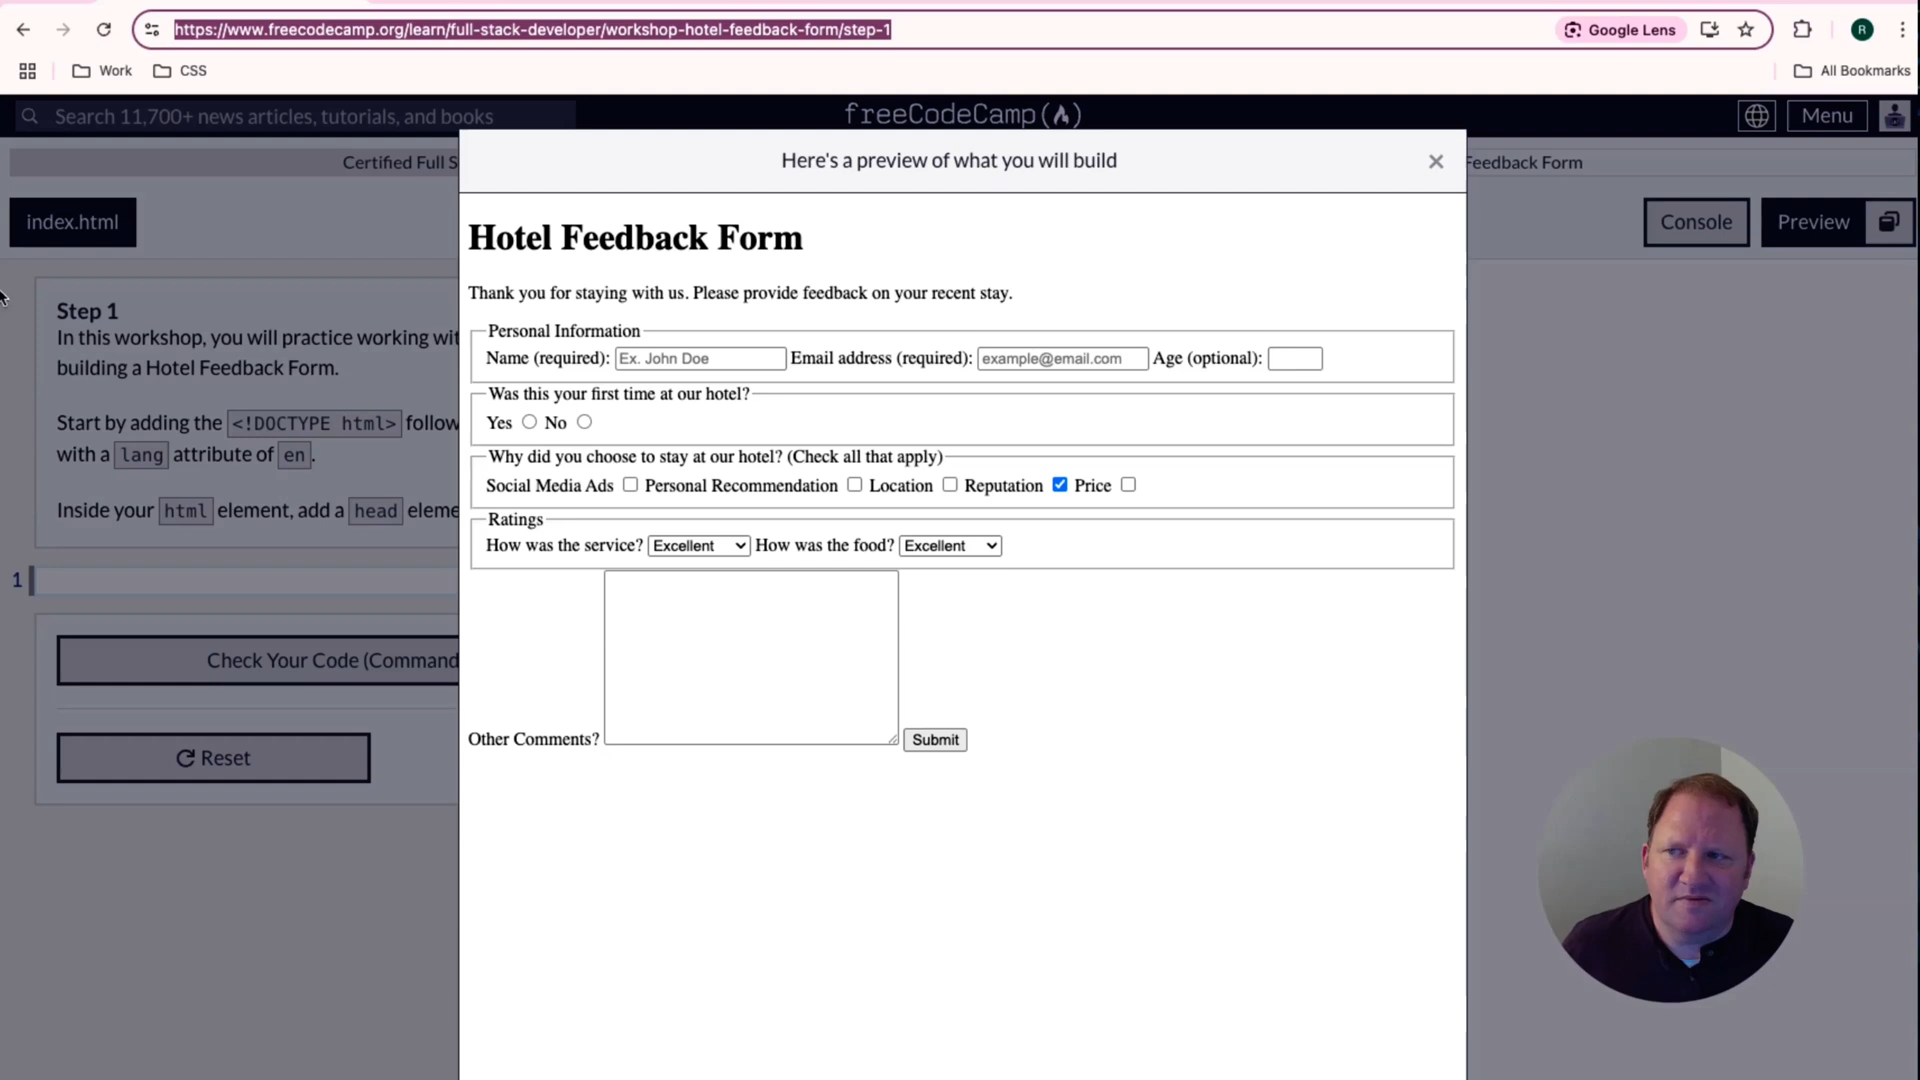 https://www.freecodecamp.org/learn/full-stack-developer/workshop-hotel-feedback-form/step-1
Google Lens
R
Work
CSS
All Bookmarks
Search 11,700+ news articles, tutorials, and books
freeCodeCamp
Menu
Certified Full S
Here's a preview of what you will build
Feedback Form
index.html
Console
Preview
Hotel Feedback Form
Thank you for staying with us. Please provide feedback on your recent stay.
Step 1
In this workshop, you will practice working wit
building a Hotel Feedback Form.
Start by adding the <!DOCTYPE html> follow
with a lang attribute of en.
Inside your html element, add a head eleme
1
Check Your Code (Command
Reset
Personal Information
Name (required): Ex. John Doe Email address (required): example@email.com Age (optional):
Was this your first time at our hotel?
Yes No
Why did you choose to stay at our hotel? (Check all that apply)
Social Media Ads Personal Recommendation Location Reputation Price
Ratings
How was the service? Excellent How was the food? Excellent
Other Comments? Submit